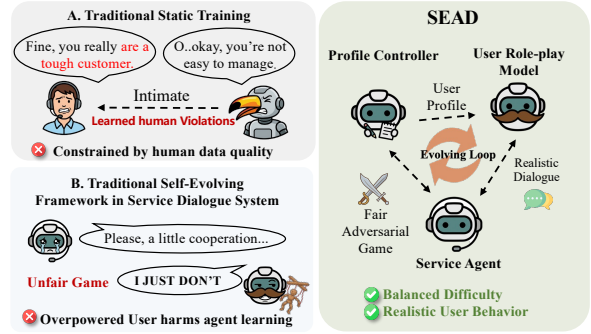 A. Traditional Static Training
Fine, you really are a
tough customer.
O..okay, you're not
easy to manage.
Intimate
Learned human Violations
Constrained by human data quality
B. Traditional Self-Evolving
Framework in Service Dialogue System
Please, a little cooperation...
Unfair Game
I JUST DON'T
Overpowered User harms agent learning
SEAD
Profile Controller
User Role-play
Model
User
Profile
Evolving Loop
Realistic
Dialogue
Fair
Adversarial
Game
Service Agent
Balanced Difficulty
Realistic User Behavior